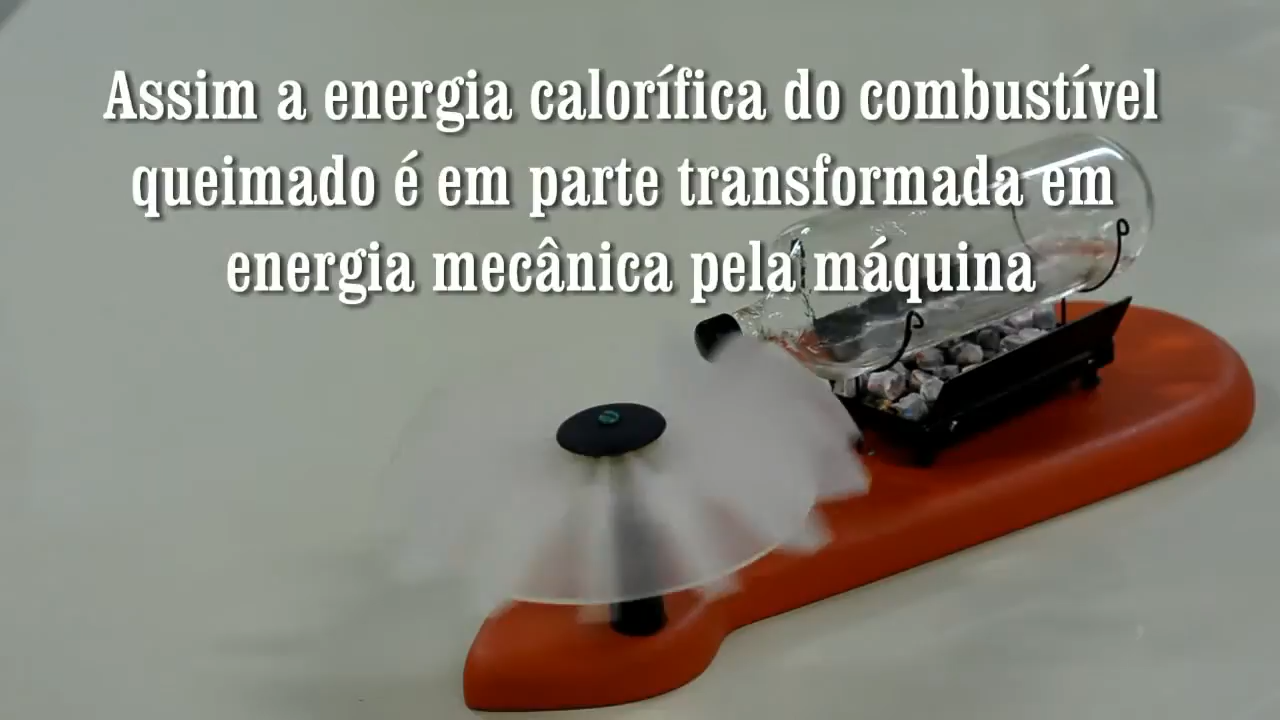 Assim a energia calorífica do combustível
queimado é em parte transformada em
energia mecânica pela máquina